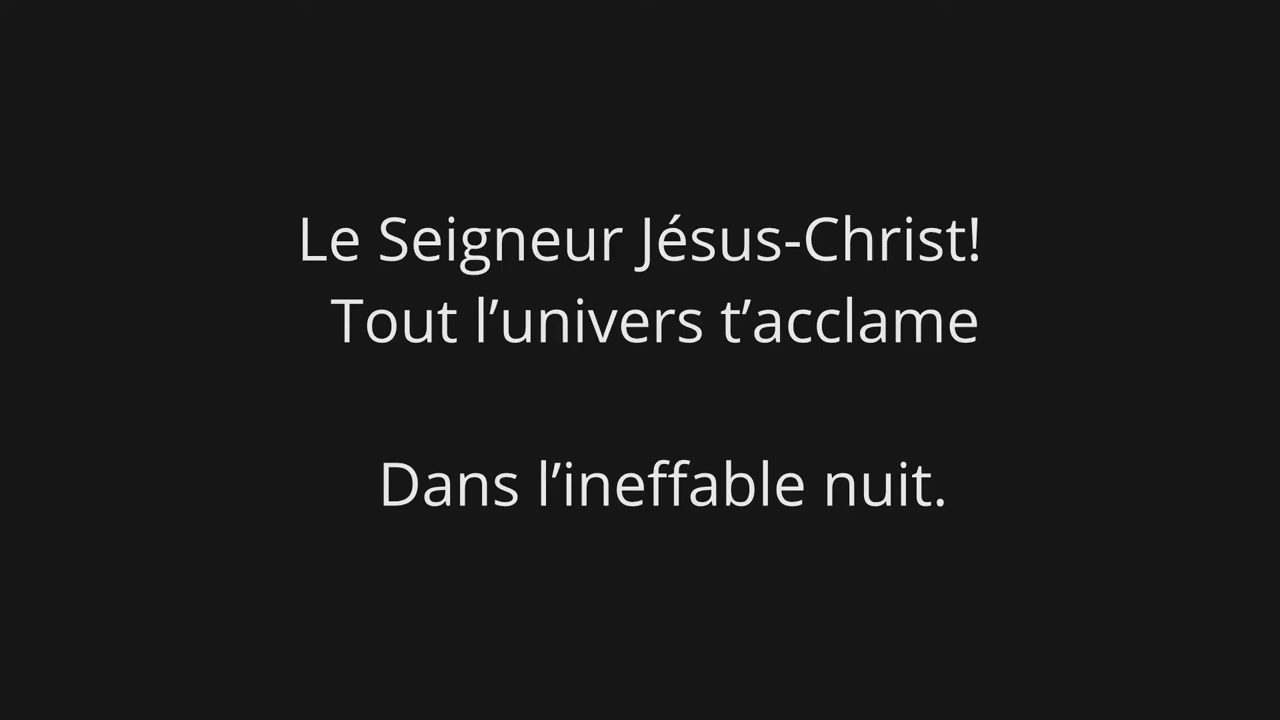 Le Seigneur Jésus-Christ!
Tout l’univers t’acclame
Dans l’ineffable nuit.